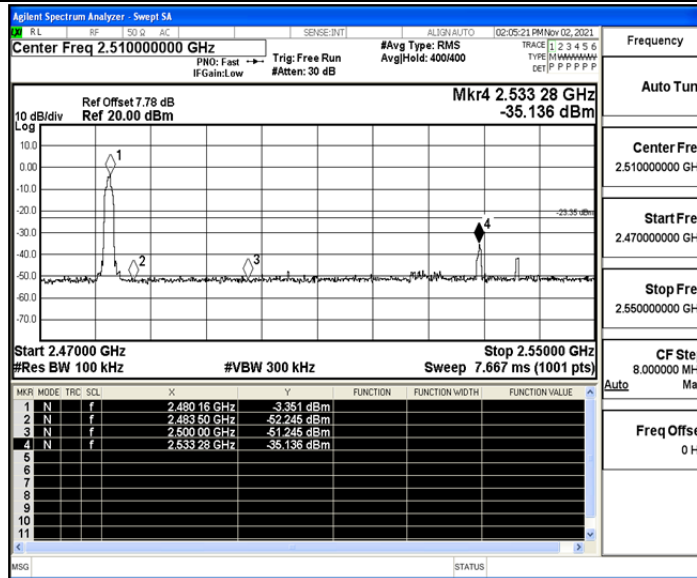 Agilent Spectrum Analyzer - Swept SA
RL RF 50 Ω AC SENSE:INT ALIGN AUTO 02:05:21 PM Nov 02, 2021
Center Freq 2.510000000 GHz
PNO: Fast
IFGain:Low
Trig: Free Run
#Atten: 30 dB
#Avg Type: RMS
Avg|Hold: 400/400
TRACE 1 2 3 4 5 6
TYPE M W W W W W
DET P P P P P P
Mkr4 2.533 28 GHz
-35.136 dBm
Ref Offset 7.78 dB
10 dB/div Ref 20.00 dBm
Log
10.0
0.00
-10.0
-20.0
-30.0
-40.0
-50.0
-60.0
-70.0
1
2
3
4
-23.35 dBm
Start 2.47000 GHz Stop 2.55000 GHz
#Res BW 100 kHz #VBW 300 kHz Sweep 7.667 ms (1001 pts)
MKR MODE TRC SCL X Y FUNCTION FUNCTION WIDTH FUNCTION VALUE
1 N f 2.480 16 GHz -3.351 dBm
2 N f 2.483 50 GHz -52.245 dBm
3 N f 2.500 00 GHz -51.245 dBm
4 N f 2.533 28 GHz -35.136 dBm
5
6
7
8
9
10
11
MSG STATUS
Frequency
Auto Tun
Center Fre
2.510000000 GH
Start Fre
2.470000000 GH
Stop Fre
2.550000000 GH
CF Ste
8.000000 MH
Auto Ma
Freq Offse
0 H